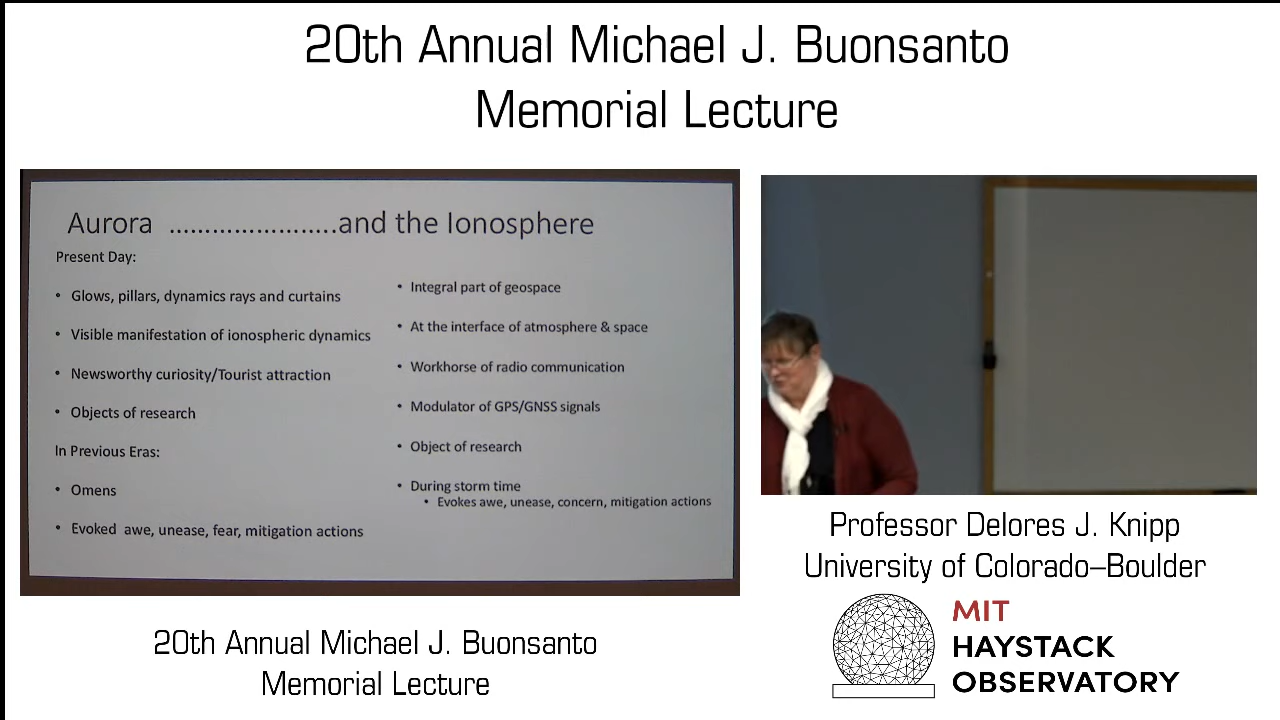 20th Annual Michael J. Buonsanto
Memorial Lecture
Aurora ........................and the Ionosphere
Present Day:
• Glows, pillars, dynamics rays and curtains
• Visible manifestation of ionospheric dynamics
• Newsworthy curiosity/Tourist attraction
• Objects of research
In Previous Eras:
• Omens
• Evoked awe, unease, fear, mitigation actions
• Integral part of geospace
• At the interface of atmosphere & space
• Workhorse of radio communication
• Modulator of GPS/GNSS signals
• Object of research
• During storm time
• Evokes awe, unease, concern, mitigation actions
20th Annual Michael J. Buonsanto
Memorial Lecture
Professor Delores J. Knipp
University of Colorado–Boulder
MIT
HAYSTACK
OBSERVATORY